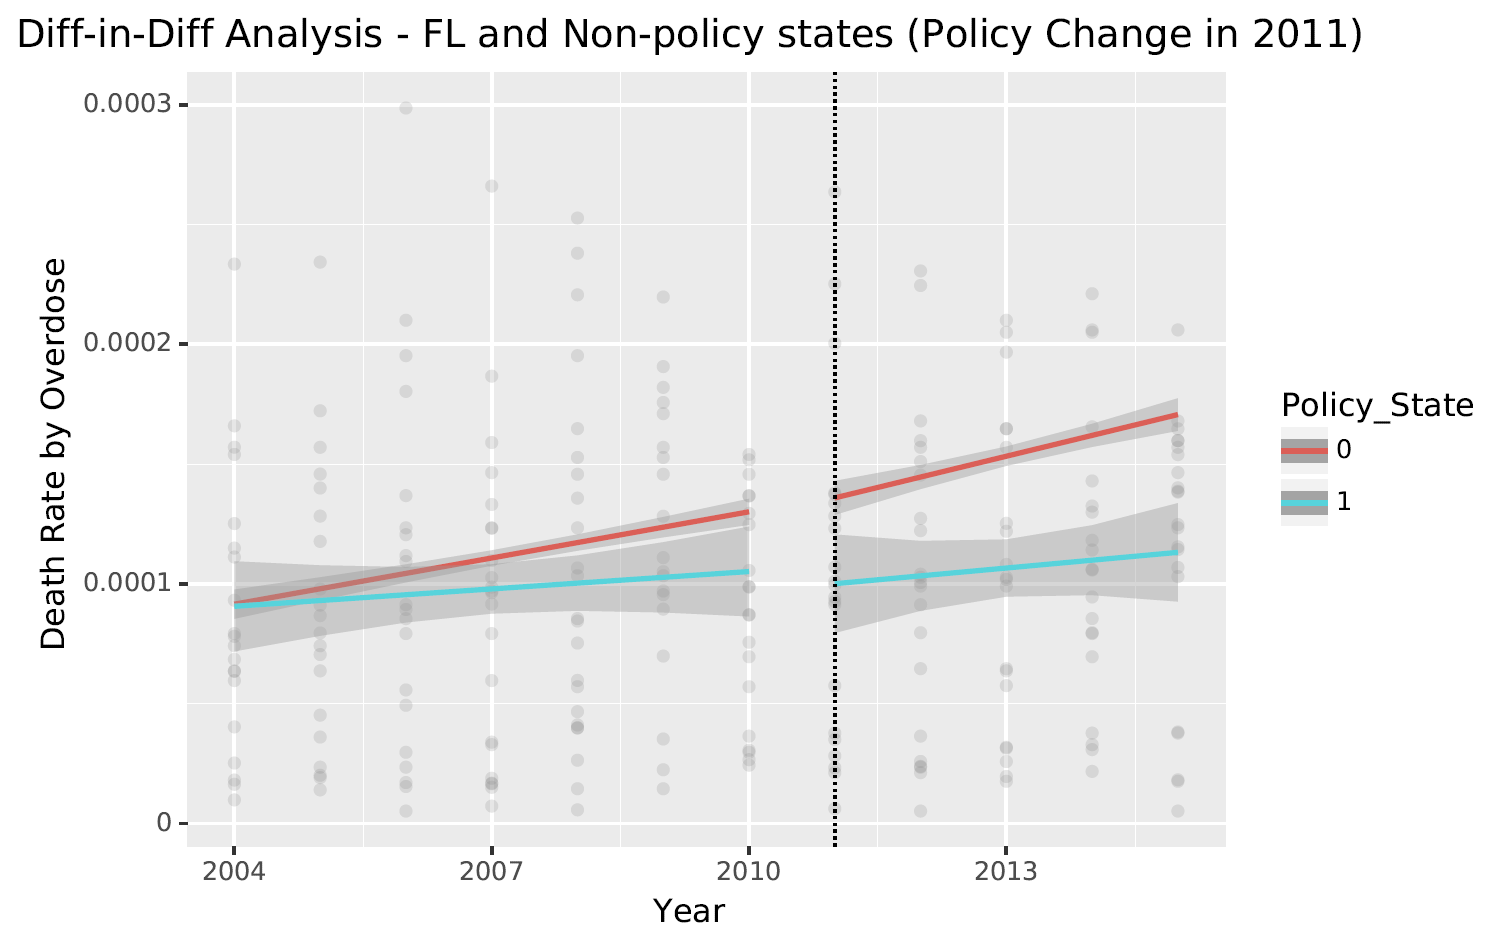 Diff-in-Diff Analysis - FL and Non-policy states (Policy Change in 2011)
0.0003
0.0002
0.0001
0
Death Rate by Overdose
2004
2007
2010
2013
Year
Policy_State
0
1